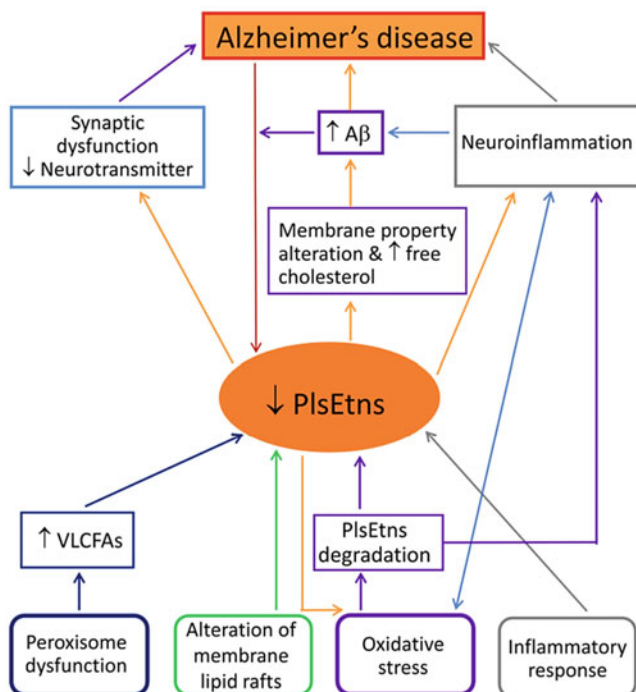 Alzheimer's disease
Synaptic
dysfunction
↓ Neurotransmitter
↑ Aβ
Neuroinflammation
Membrane property
alteration & ↑ free
cholesterol
↓ PlsEtns
↑ VLCFAs
PlsEtns
degradation
Peroxisome
dysfunction
Alteration of
membrane
lipid rafts
Oxidative
stress
Inflammatory
response